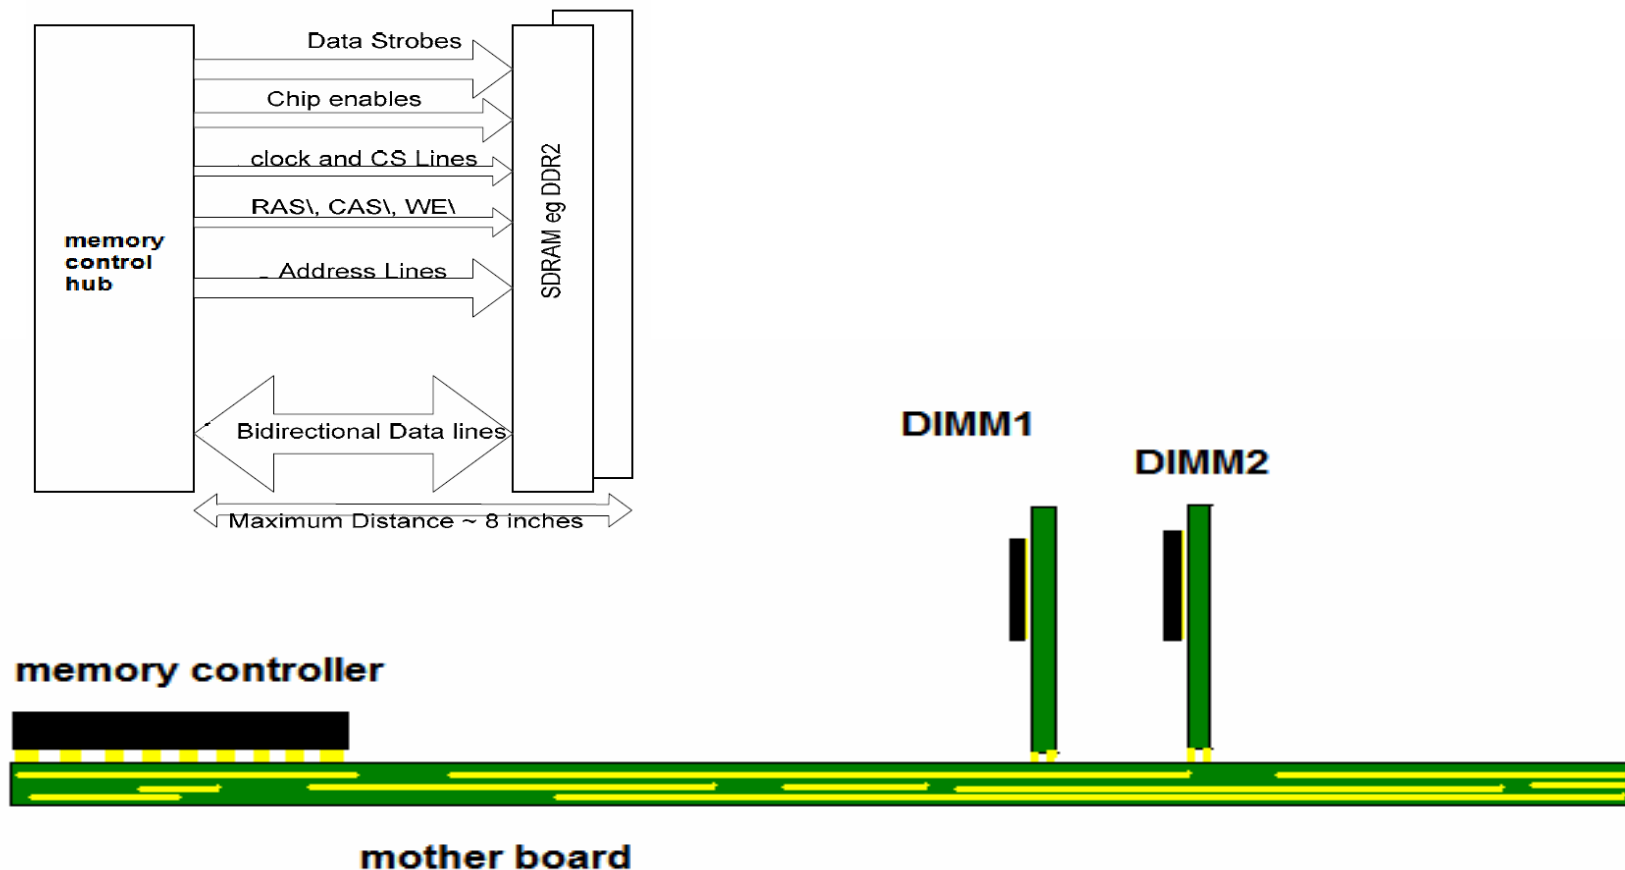 Data Strobes
Chip enables
clock and CS Lines
RAS\, CAS\, WE\
Address Lines
memory
control
hub
SDRAM eg DDR2
Bidirectional Data lines
Maximum Distance ~ 8 inches
DIMM1
DIMM2
memory controller
mother board